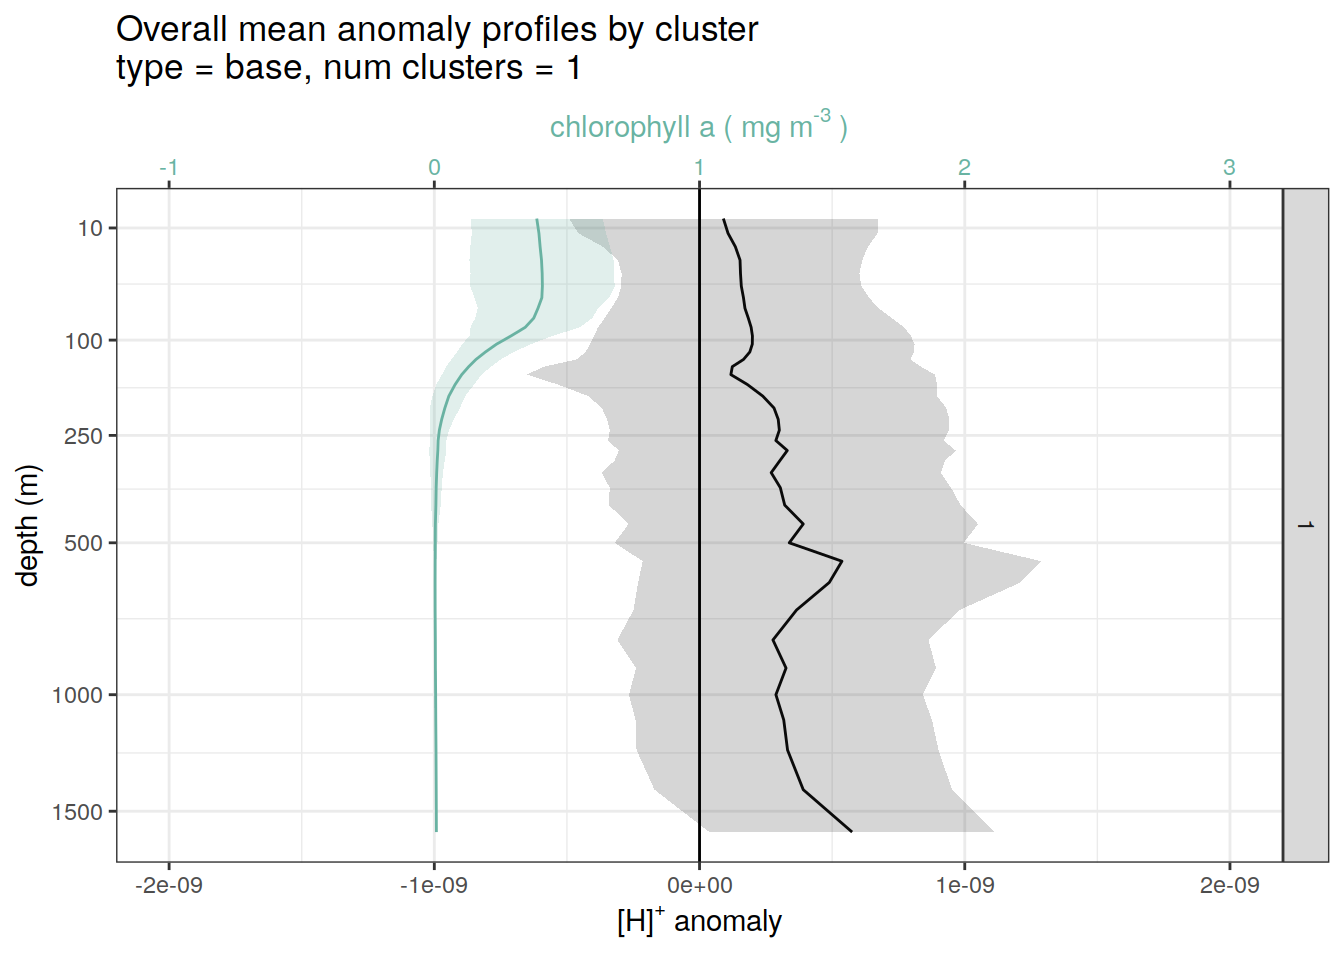 Overall mean anomaly profiles by cluster
type = base, num clusters = 1
chlorophyll a ( mg m⁻³ )
-1 0 1 2 3
10
100
250
500
1000
1500
depth (m)
1
-2e-09 -1e-09 0e+00 1e-09 2e-09
[H]⁺ anomaly